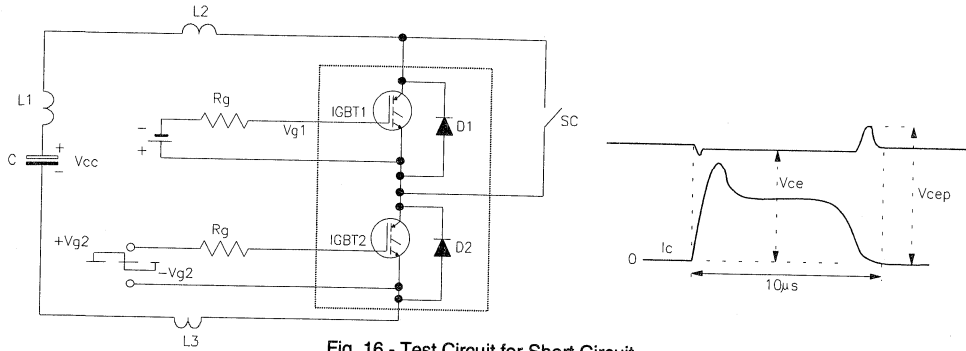 L2
L1
Rg
IGBT1
Vg1
D1
SC
-
+
C
+
Vcc
-
Vce
Vcep
Rg
IGBT2
D2
+Vg2
-Vg2
0
Ic
10µs
L3
Fig. 16 - Test Circuit for Short Circuit